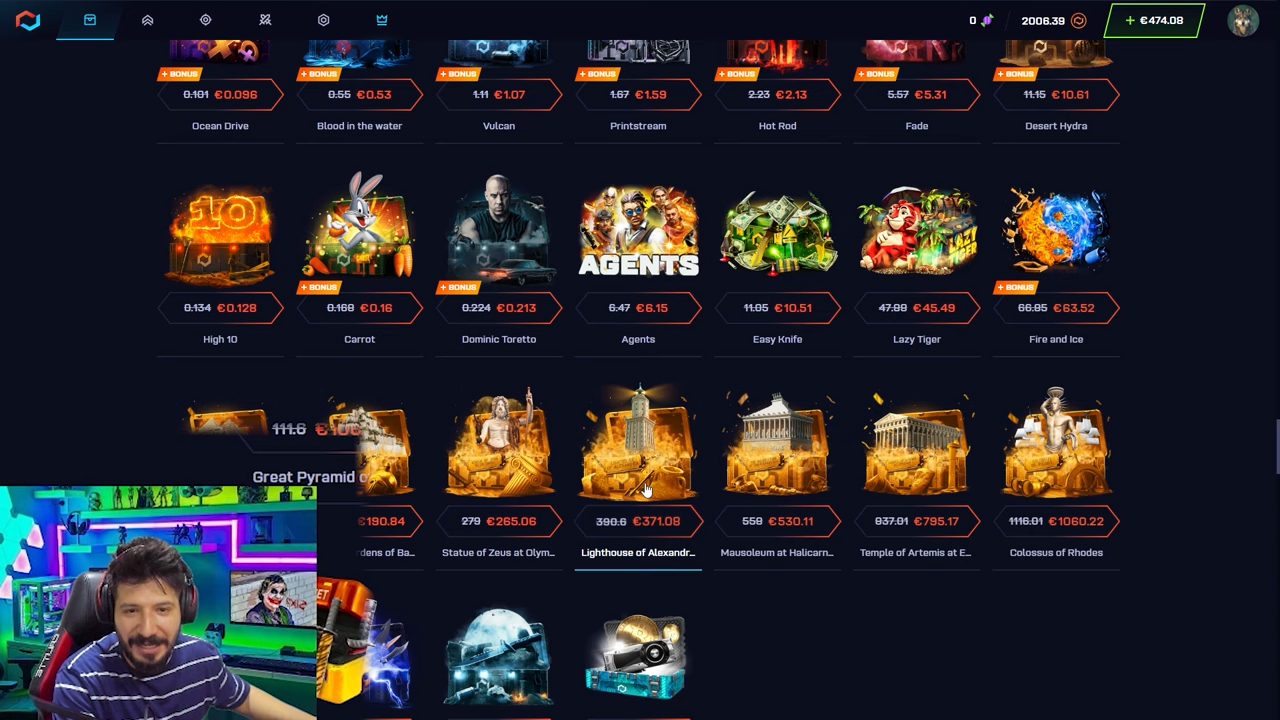 0
2006.39
+ €474.08
+ BONUS
+ BONUS
+ BONUS
+ BONUS
+ BONUS
+ BONUS
+ BONUS
0.101 €0.096
0.55 €0.53
1.11 €1.07
1.67 €1.59
2.23 €2.13
5.57 €5.31
11.15 €10.61
Ocean Drive
Blood in the water
Vulcan
Printstream
Hot Rod
Fade
Desert Hydra
10
AGENTS
LAZY TIGER
+ BONUS
+ BONUS
+ BONUS
0.134 €0.128
0.168 €0.16
0.224 €0.213
6.47 €6.15
11.05 €10.51
47.88 €45.49
66.85 €63.52
High 10
Carrot
Dominic Toretto
Agents
Easy Knife
Lazy Tiger
Fire and Ice
111.6 €106
Great Pyramid o
€190.84
279 €265.06
390.6 €371.08
558 €530.11
837.01 €795.17
1116.01 €1060.22
rdens of Ba...
Statue of Zeus at Olym...
Lighthouse of Alexandr...
Mausoleum at Halicarn...
Temple of Artemis at E...
Colossus of Rhodes